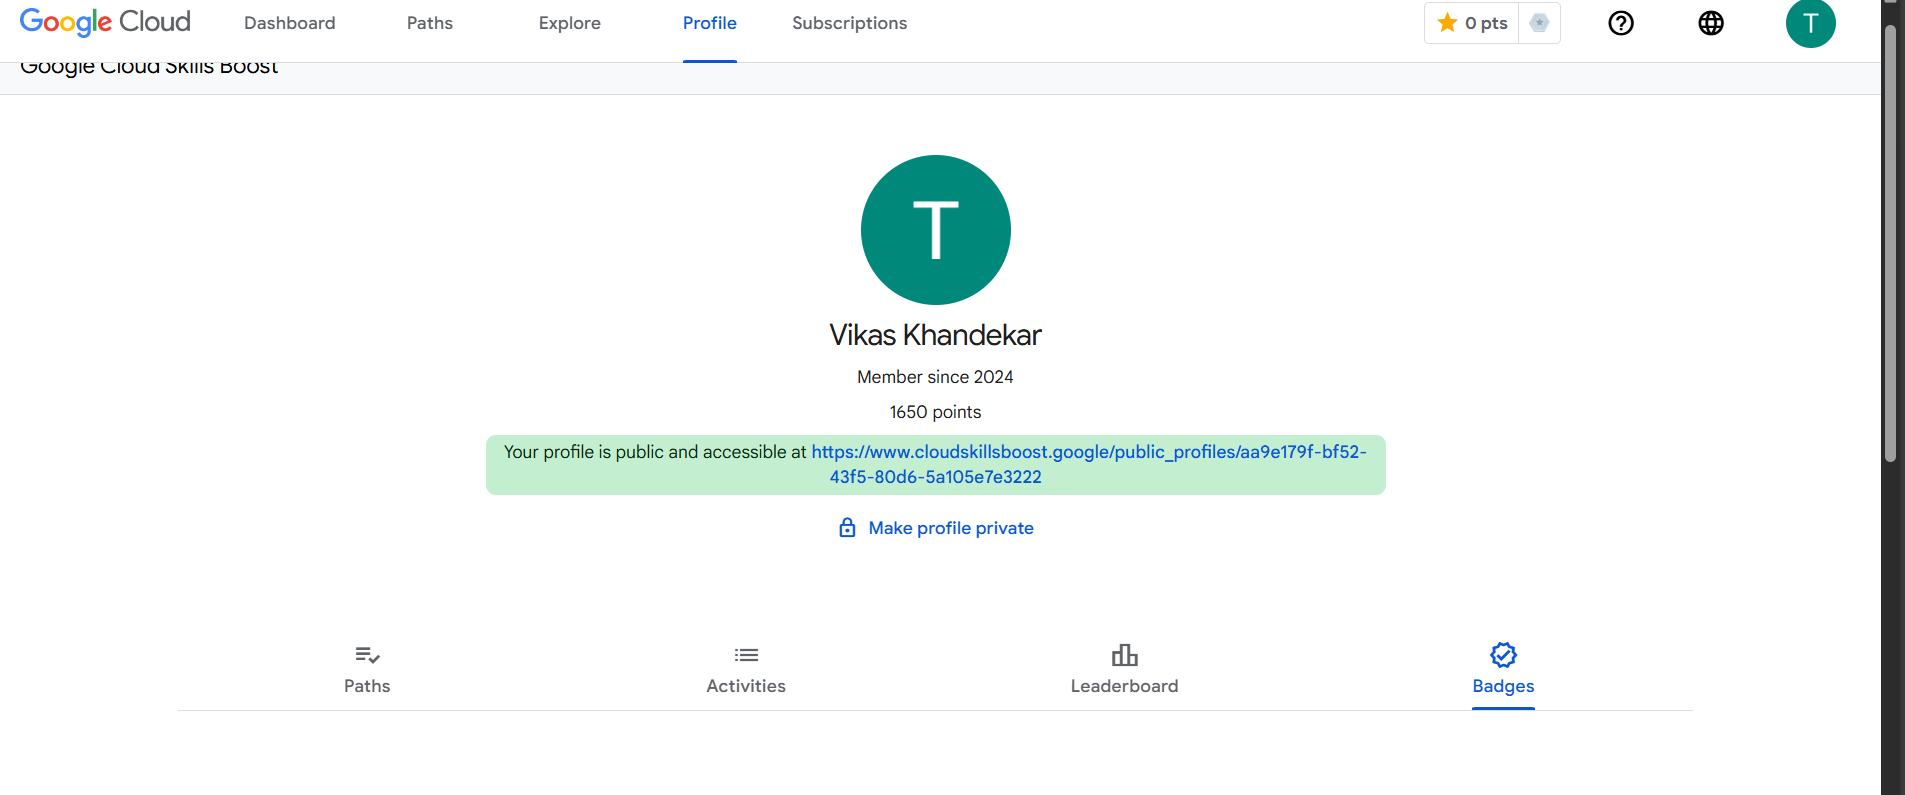 Google Cloud Dashboard Paths Explore Profile Subscriptions 0 pts T
Google Cloud Skills Boost
T
Vikas Khandekar
Member since 2024
1650 points
Your profile is public and accessible at https://www.cloudskillsboost.google/public_profiles/aa9e179f-bf52-
43f5-80d6-5a105e7e3222
Make profile private
Paths Activities Leaderboard Badges